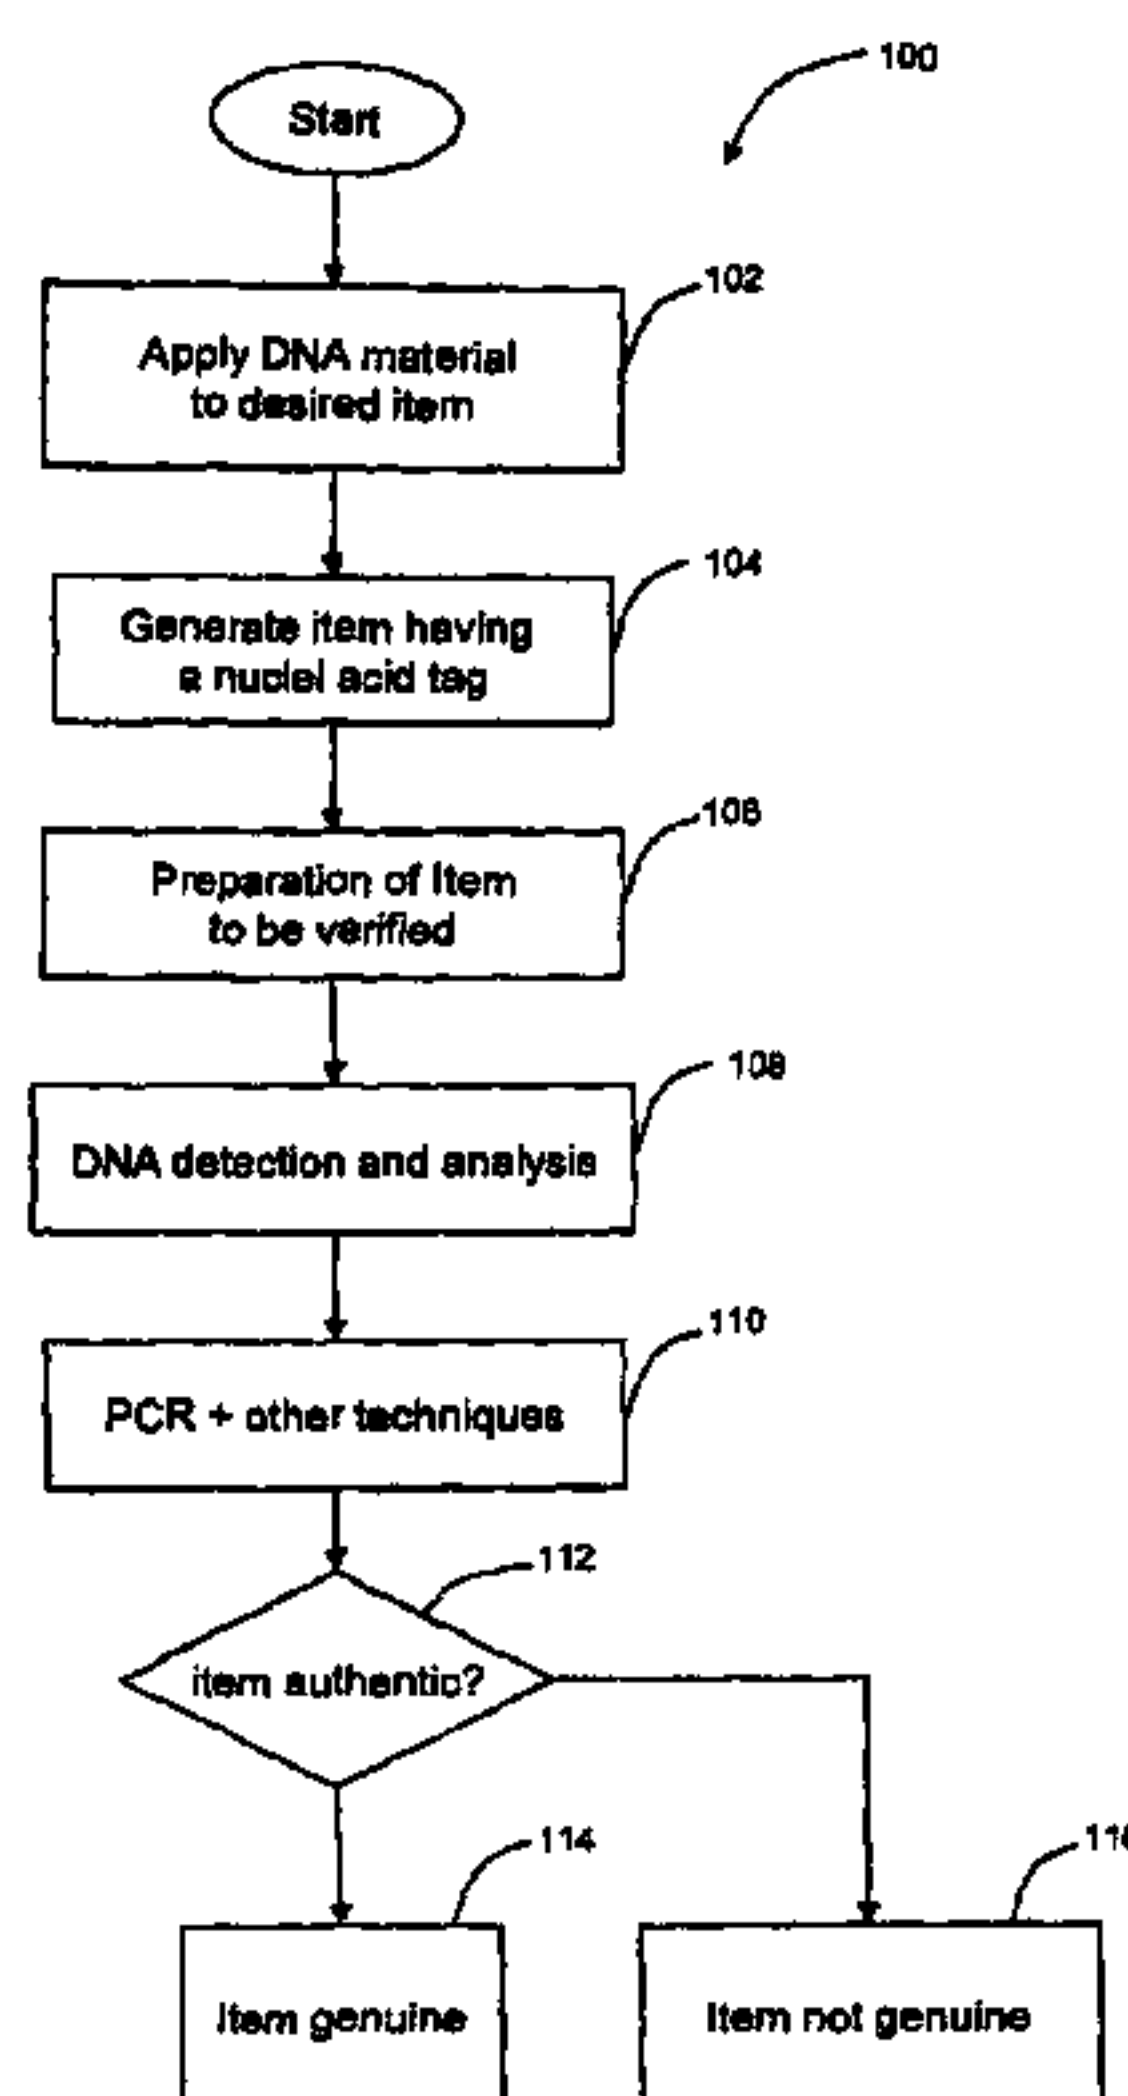 100
Start
102
Apply DNA material
to desired item
104
Generate item having
a nuclei acid tag
106
Preparation of Item
to be verified
108
DNA detection and analysis
110
PCR + other techniques
112
item authentic?
114
Item genuine
Item not genuine